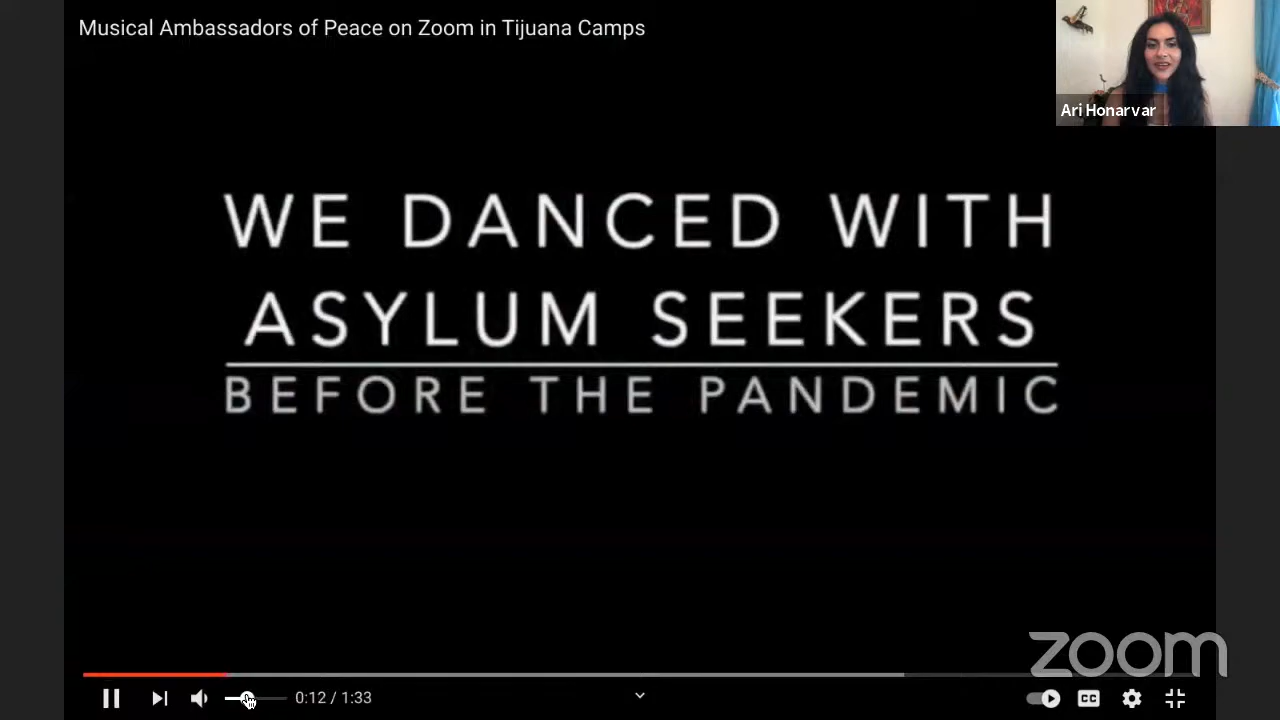 Musical Ambassadors of Peace on Zoom in Tijuana Camps
Ari Honarvar
WE DANCED WITH
ASYLUM SEEKERS
BEFORE THE PANDEMIC
zoom
0:12 / 1:33
CC